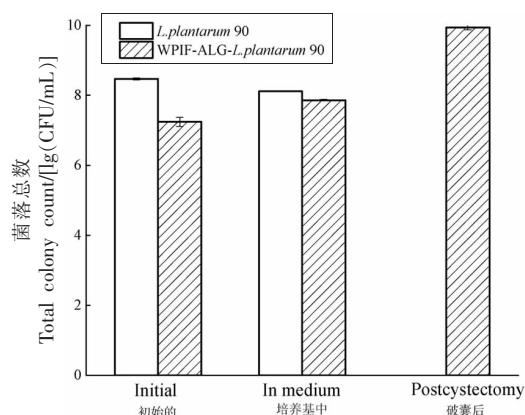 L.plantarum 90
WPIF-ALG-L.plantarum 90
菌落总数
Total colony count/[lg(CFU/mL)]
10
8
6
4
2
0
Initial
In medium
Postcystectomy
初始的
培养基中
破囊后